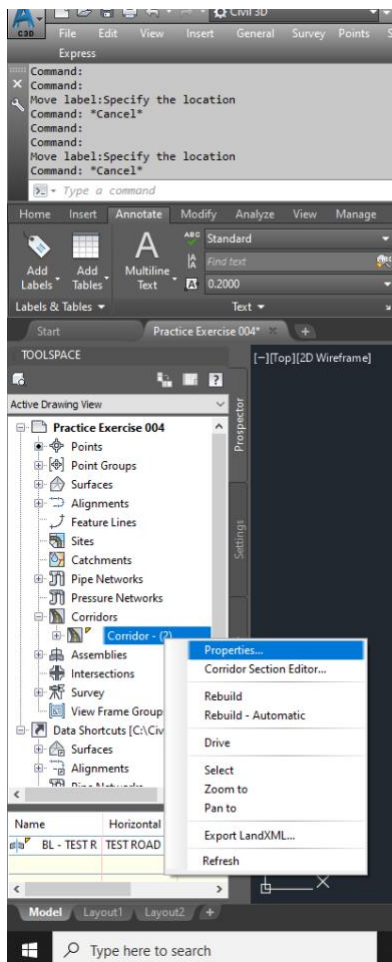 C3D
Civil 3D
File Edit View Insert General Survey Points
Express
Command:
Command:
Move label:Specify the location
Command: *Cancel*
Command:
Command:
Move label:Specify the location
Command: *Cancel*
Type a command
Home Insert Annotate Modify Analyze View Manage
Add Labels
Add Tables
Multiline Text
ABC Standard
Find text
0.2000
Labels & Tables
Text
Start Practice Exercise 004*
TOOLSPACE
[−][Top][2D Wireframe]
Active Drawing View
Prospector
Settings
Practice Exercise 004
Points
Point Groups
Surfaces
Alignments
Feature Lines
Sites
Catchments
Pipe Networks
Pressure Networks
Corridors
Corridor - (2)
Assemblies
Intersections
Survey
View Frame Group
Data Shortcuts [C:\Civ
Surfaces
Alignments
Properties...
Corridor Section Editor...
Rebuild
Rebuild - Automatic
Drive
Select
Zoom to
Pan to
Export LandXML...
Refresh
Name Horizontal
BL - TEST R TEST ROAD
X
Model Layout1 Layout2
Type here to search